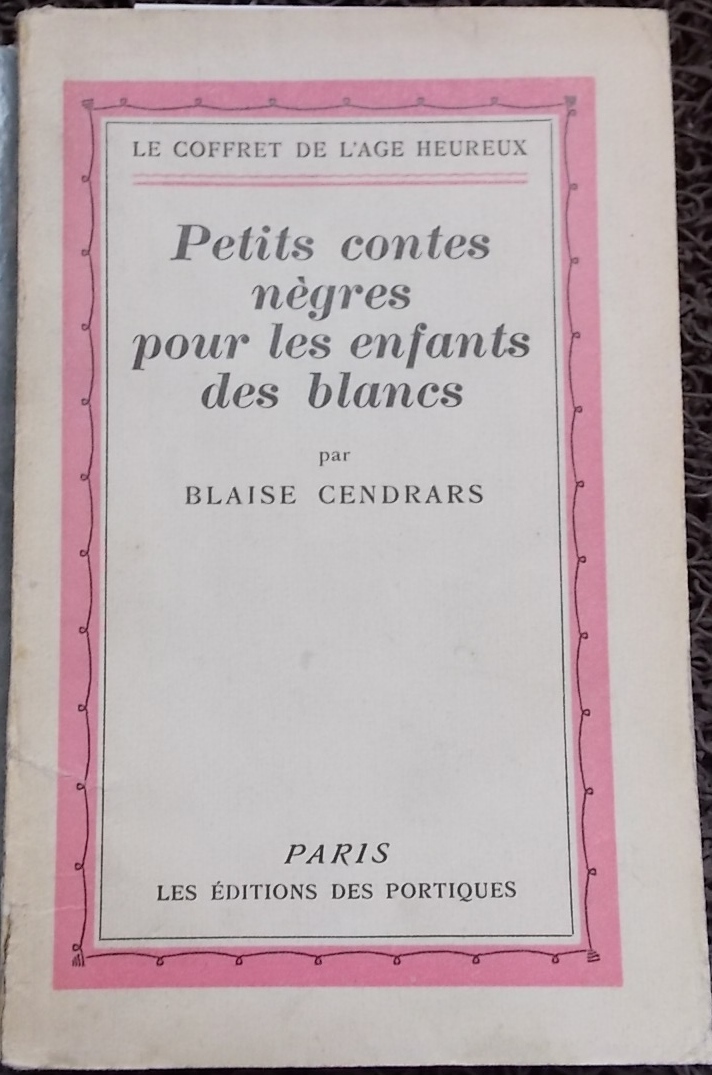 LE COFFRET DE L'AGE HEUREUX
Petits contes
nègres
pour les enfants
des blancs
par
BLAISE CENDRARS
PARIS
LES ÉDITIONS DES PORTIQUES